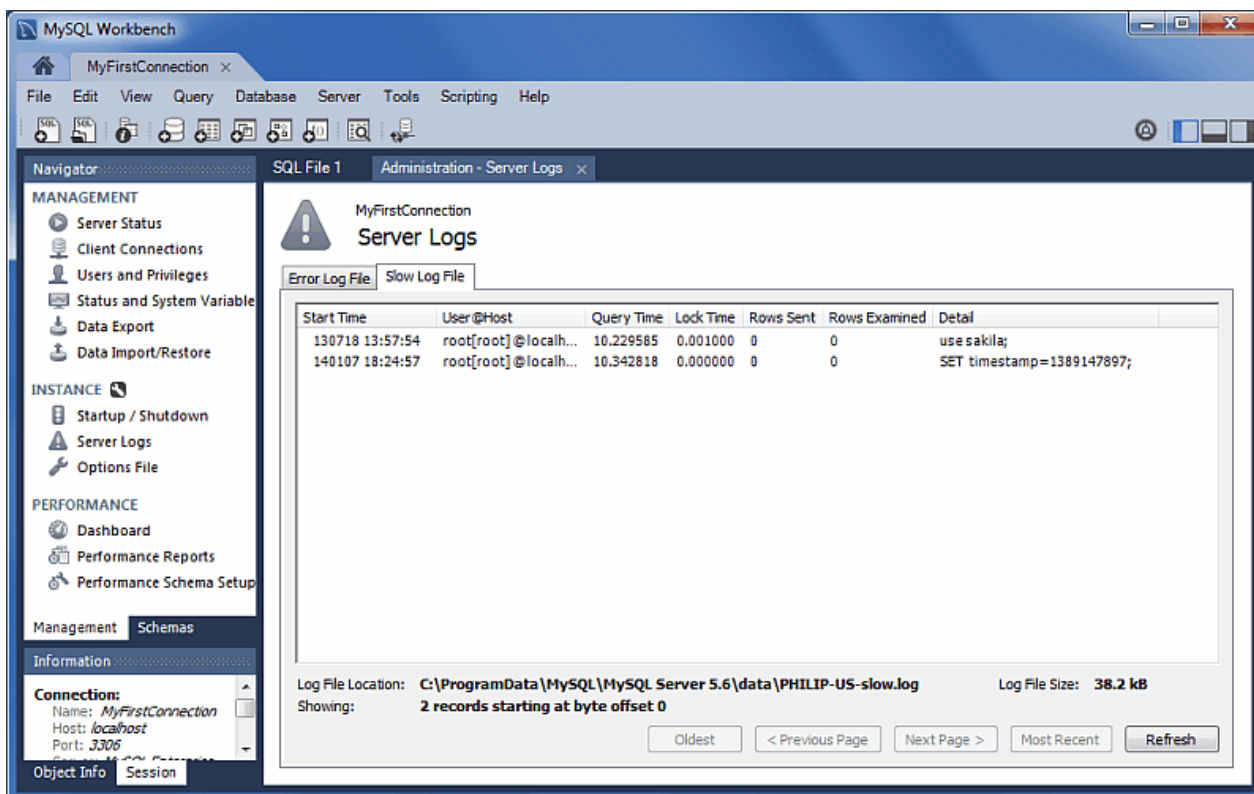 MySQL Workbench
MyFirstConnection
File Edit View Query Database Server Tools Scripting Help
Navigator
MANAGEMENT
Server Status
Client Connections
Users and Privileges
Status and System Variable
Data Export
Data Import/Restore
INSTANCE
Startup / Shutdown
Server Logs
Options File
PERFORMANCE
Dashboard
Performance Reports
Performance Schema Setup
Management Schemas
Information
Connection:
Name: MyFirstConnection
Host: localhost
Port: 3306
Object Info Session
SQL File 1 Administration - Server Logs
MyFirstConnection
Server Logs
Error Log File Slow Log File
Start Time User@Host Query Time Lock Time Rows Sent Rows Examined Detail
130718 13:57:54 root[root] @localh... 10.229585 0.001000 0 0 use sakila;
140107 18:24:57 root[root] @localh... 10.342818 0.000000 0 0 SET timestamp=1389147897;
Log File Location: C:\ProgramData\MySQL\MySQL Server 5.6\data\PHILIP-US-slow.log Log File Size: 38.2 kB
Showing: 2 records starting at byte offset 0
Oldest < Previous Page Next Page > Most Recent Refresh